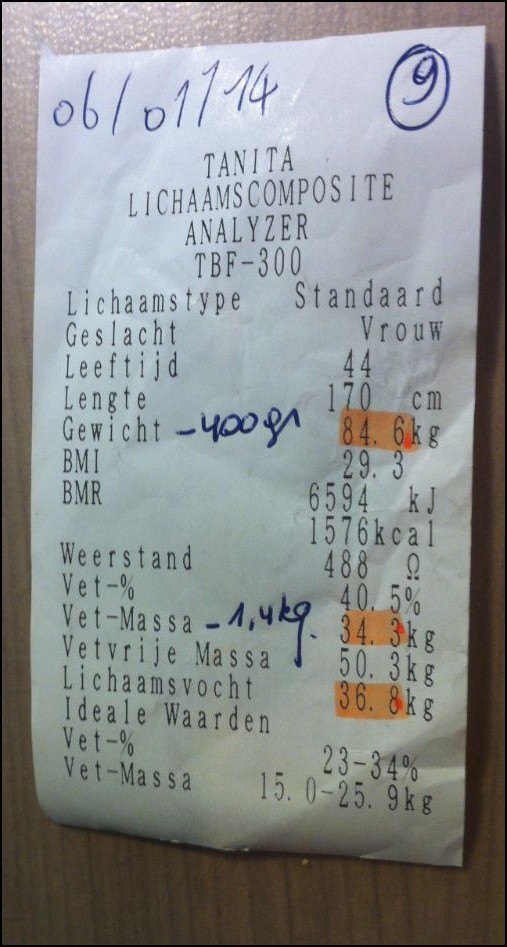 06/01/14 9
TANITA
LICHAAMSCOMPOSITE
ANALYZER
TBF-300
Lichaamstype Standaard
Geslacht Vrouw
Leeftijd 44
Lengte 170 cm
Gewicht -400gr 84.6kg
BMI 29.3
BMR 6594 kJ
1576kcal
Weerstand 488 Ω
Vet-% 40.5%
Vet-Massa -1,4kg. 34.3kg
Vetvrije Massa 50.3kg
Lichaamsvocht 36.8kg
Ideale Waarden
Vet-% 23-34%
Vet-Massa 15.0-25.9kg